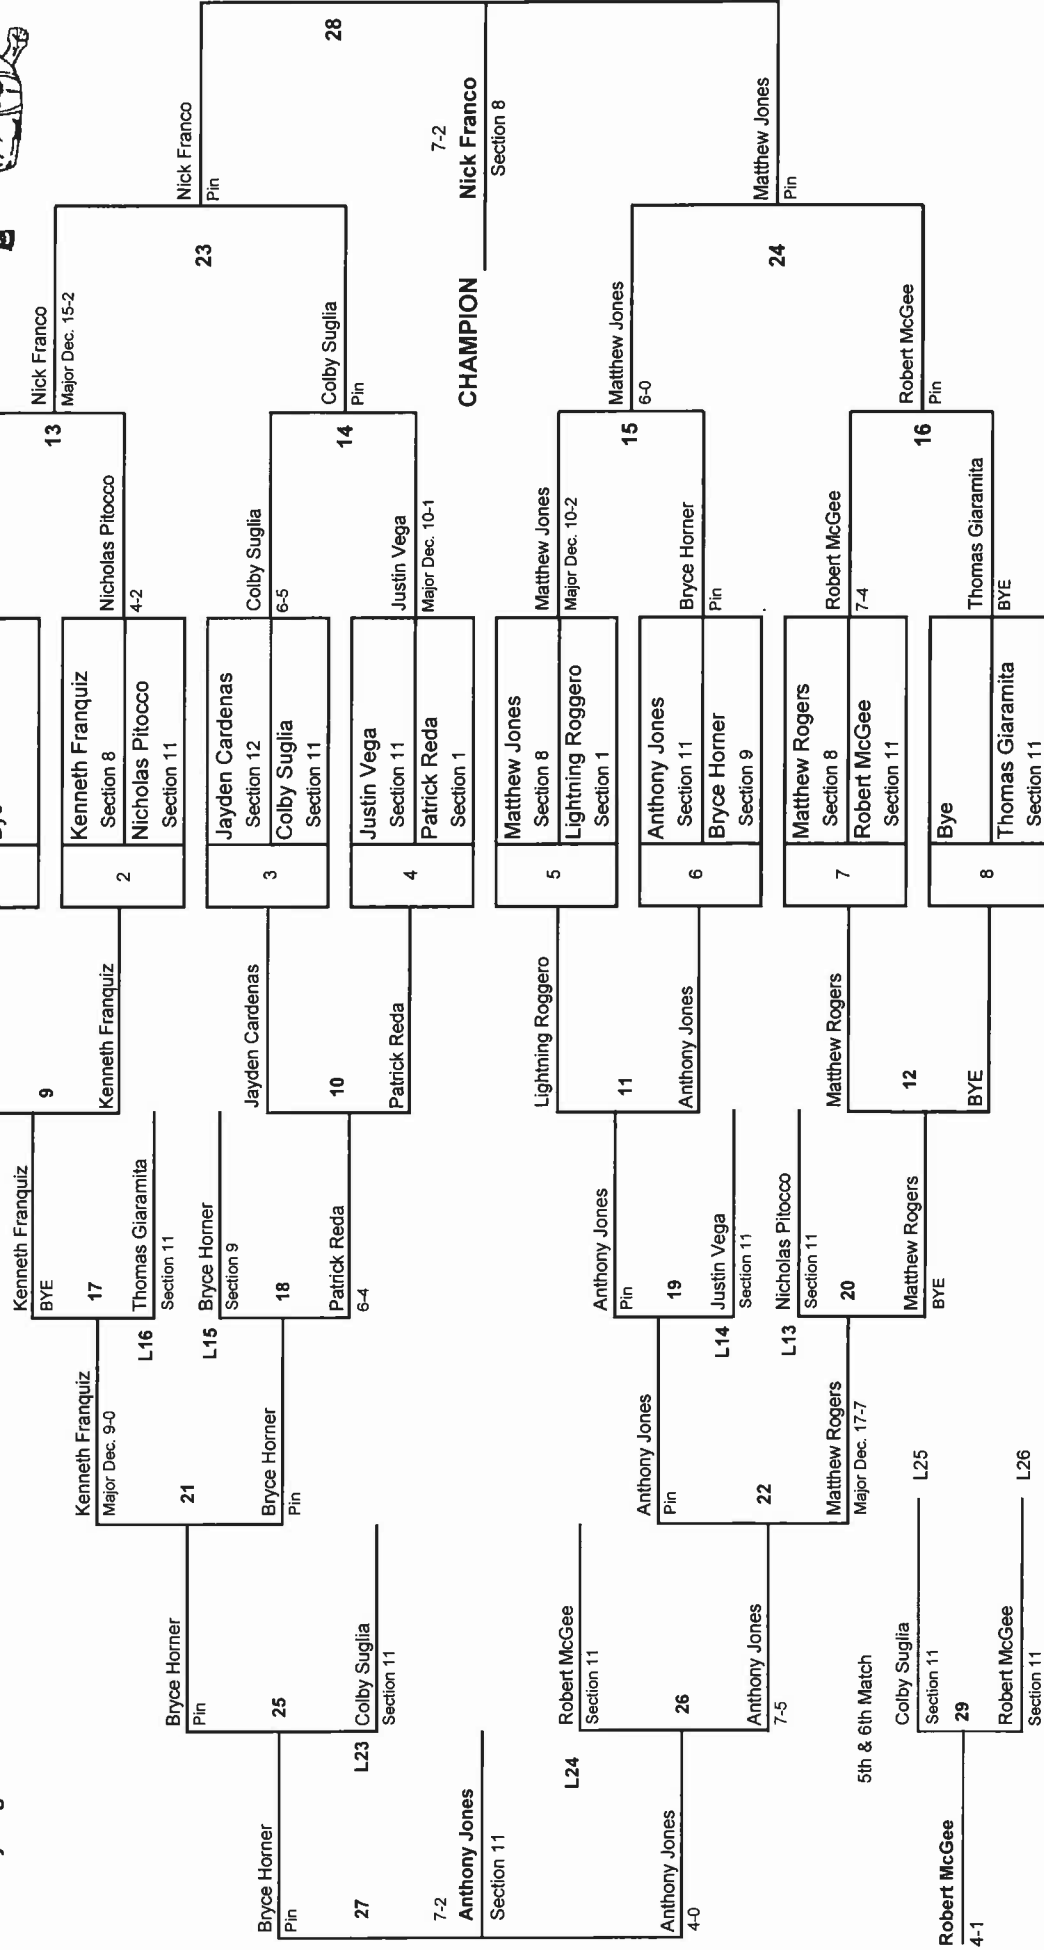 28
Nick Franco
Pin
7-2
Nick Franco
Section 8
CHAMPION
Matthew Jones
Pin
23
24
Nick Franco
Major Dec. 15-2
Colby Suglia
Pin
Matthew Jones
6-0
Robert McGee
Pin
13
14
15
16
Nicholas Pitocco
4-2
Colby Suglia
6-5
Justin Vega
Major Dec. 10-1
Matthew Jones
Major Dec. 10-2
Bryce Horner
Pin
Robert McGee
7-4
Thomas Giaramita
BYE
2
Kenneth Franquiz
Section 8
Nicholas Pitocco
Section 11
3
Jayden Cardenas
Section 12
Colby Suglia
Section 11
4
Justin Vega
Section 11
Patrick Reda
Section 1
5
Matthew Jones
Section 8
Lightning Roggero
Section 1
6
Anthony Jones
Section 11
Bryce Horner
Section 9
7
Matthew Rogers
Section 8
Robert McGee
Section 11
8
Bye
Thomas Giaramita
Section 11
9
Kenneth Franquiz
Jayden Cardenas
10
Patrick Reda
Lightning Roggero
11
Anthony Jones
Matthew Rogers
12
BYE
Kenneth Franquiz
BYE
17
Thomas Giaramita
Section 11
L16
Bryce Horner
Section 9
L15
18
Patrick Reda
6-4
Anthony Jones
Pin
19
Justin Vega
Section 11
L14
Nicholas Pitocco
Section 11
L13
20
Matthew Rogers
BYE
Kenneth Franquiz
Major Dec. 9-0
21
Bryce Horner
Pin
Anthony Jones
Pin
22
Matthew Rogers
Major Dec. 17-7
Bryce Horner
Pin
25
Colby Suglia
Section 11
L23
Robert McGee
Section 11
L24
26
Anthony Jones
7-5
Bryce Horner
Pin
27
7-2
Anthony Jones
Section 11
Anthony Jones
4-0
5th & 6th Match
Colby Suglia
L25
Section 11
29
Robert McGee
L26
Section 11
Robert McGee
4-1